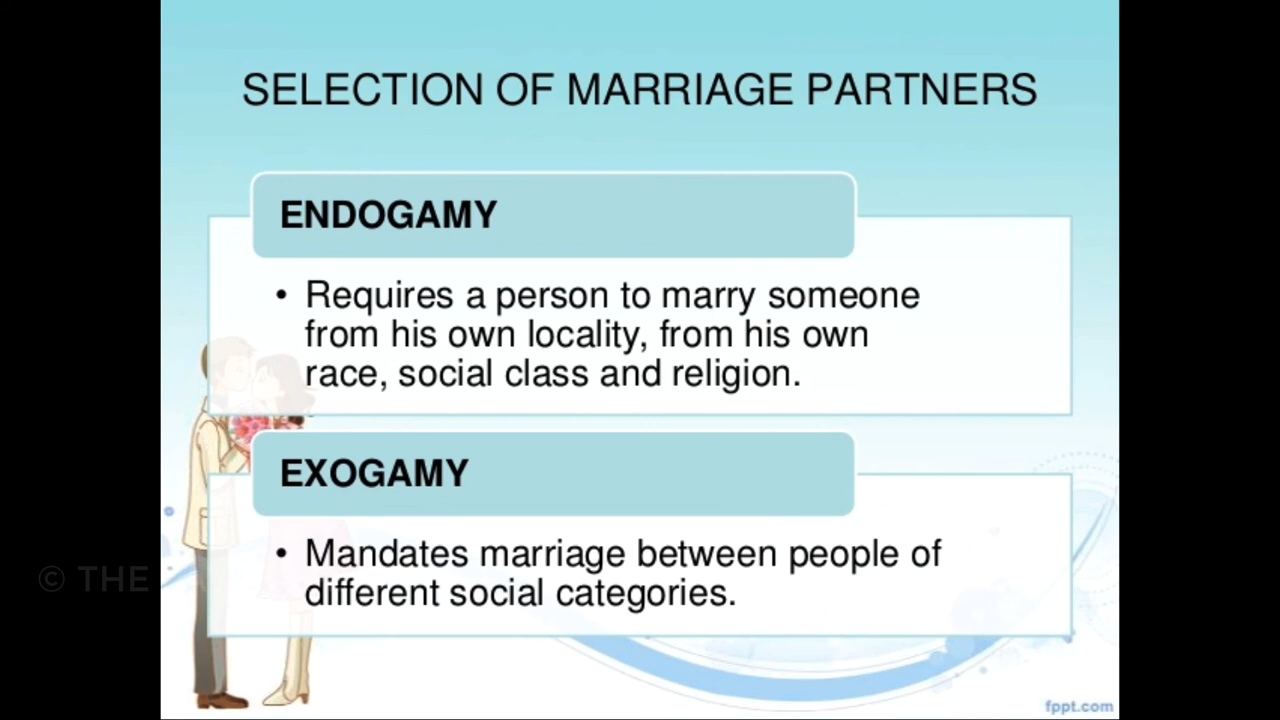 SELECTION OF MARRIAGE PARTNERS
ENDOGAMY
• Requires a person to marry someone
from his own locality, from his own
race, social class and religion.
EXOGAMY
• Mandates marriage between people of
different social categories.
© THE
fppt.com